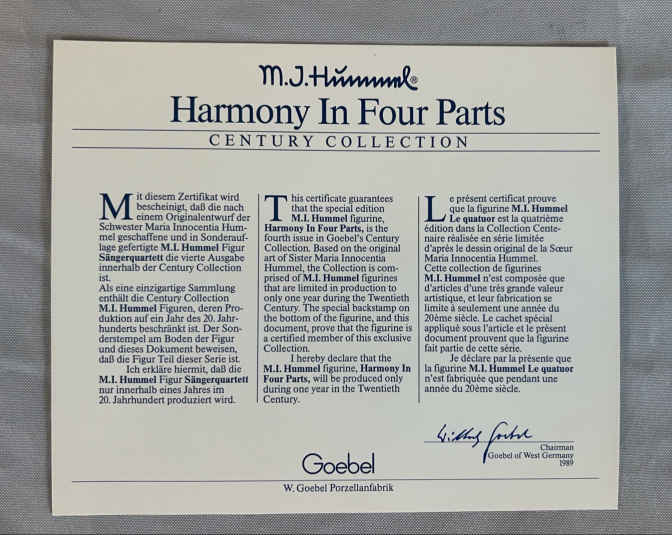 M.J.Hummel®
Harmony In Four Parts
CENTURY COLLECTION
Mit diesem Zertifikat wird
bescheinigt, daß die nach
einem Originalentwurf der
Schwester Maria Innocentia Hum-
mel geschaffene und in Sonderauf-
lage gefertigte M.I. Hummel Figur
Sängerquartett die vierte Ausgabe
innerhalb der Century Collection
ist.
Als eine einzigartige Sammlung
enthält die Century Collection
M.I. Hummel Figuren, deren Pro-
duktion auf ein Jahr des 20. Jahr-
hunderts beschränkt ist. Der Son-
derstempel am Boden der Figur
und dieses Dokument beweisen,
daß die Figur Teil dieser Serie ist.
Ich erkläre hiermit, daß die
M.I. Hummel Figur Sängerquartett
nur innerhalb eines Jahres im
20. Jahrhundert produziert wird.
This certificate guarantees
that the special edition
M.I. Hummel figurine,
Harmony In Four Parts, is the
fourth issue in Goebel's Century
Collection. Based on the original
art of Sister Maria Innocentia
Hummel, the Collection is com-
prised of M.I. Hummel figurines
that are limited in production to
only one year during the Twentieth
Century. The special backstamp on
the bottom of the figurine, and this
document, prove that the figurine is
a certified member of this exclusive
Collection.
I hereby declare that the
M.I. Hummel figurine, Harmony In
Four Parts, will be produced only
during one year in the Twentieth
Century.
Le présent certificat prouve
que la figurine M.I. Hummel
Le quatuor est la quatrième
édition dans la Collection Cente-
naire réalisée en série limitée
d'après le dessin original de la Sœur
Maria Innocentia Hummel.
Cette collection de figurines
M.I. Hummel n'est composée que
d'articles d'une très grande valeur
artistique, et leur fabrication se
limite à seulement une année du
20ème siècle. Le cachet spécial
appliqué sous l'article et le présent
document prouvent que la figurine
fait partie de cette série.
Je déclare par la présente que
la figurine M.I. Hummel Le quatuor
n'est fabriquée que pendant une
année du 20ème siècle.
Chairman
Goebel of West Germany
1989
Goebel
W. Goebel Porzellanfabrik